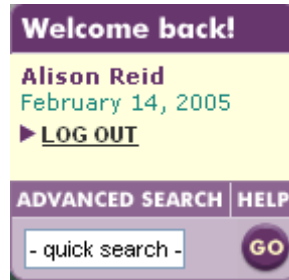 Welcome back!
Alison Reid
February 14, 2005
LOG OUT
ADVANCED SEARCH HELP
- quick search - GO